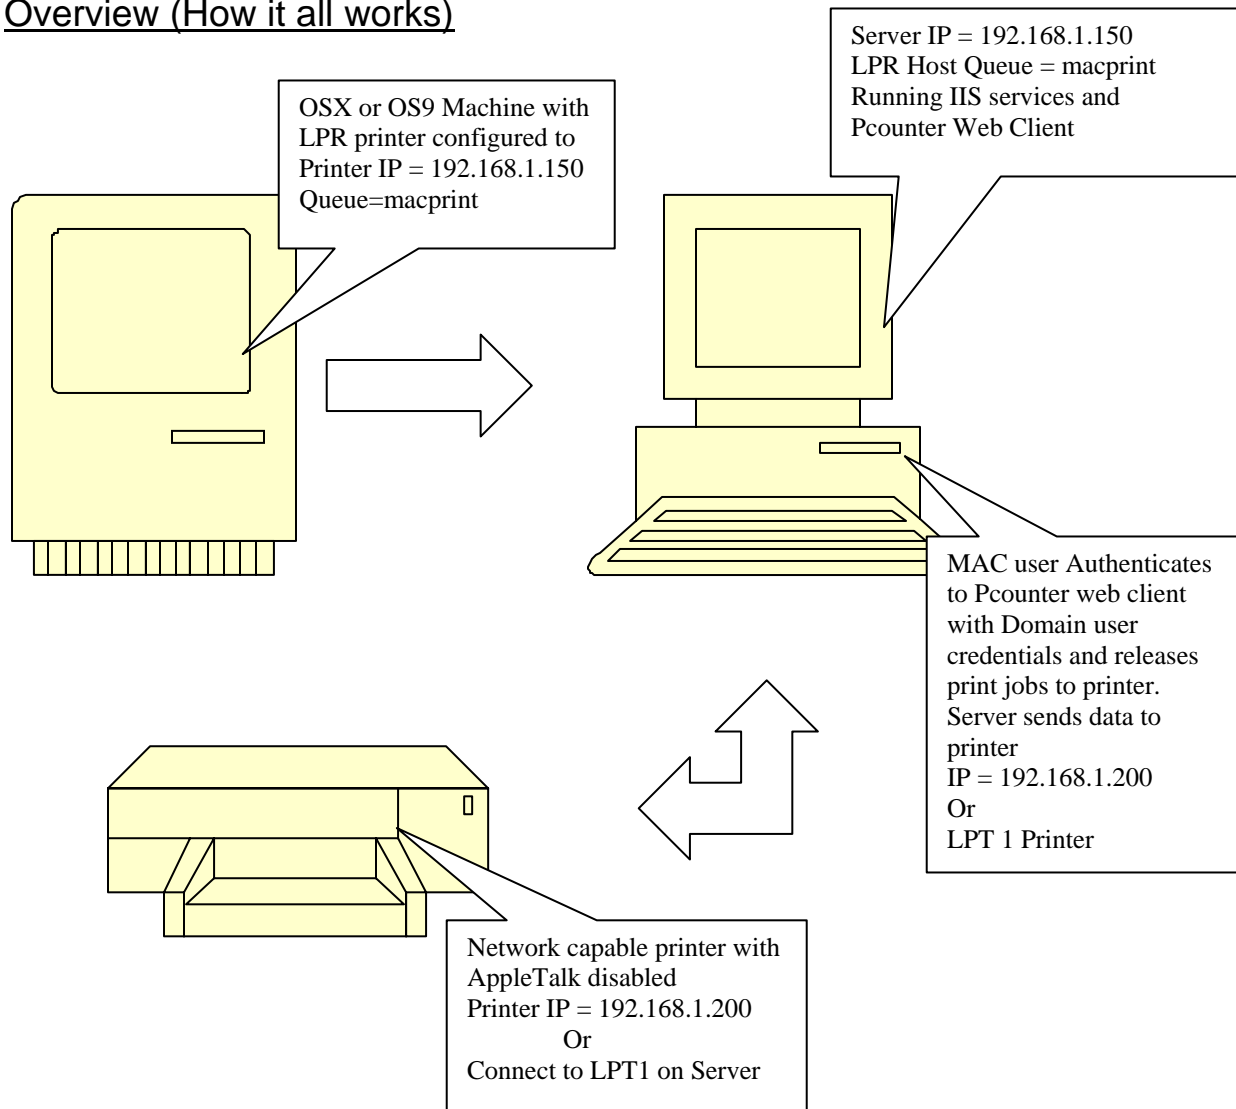 Overview (How it all works)
Server IP = 192.168.1.150
LPR Host Queue = macprint
Running IIS services and
Pcounter Web Client
OSX or OS9 Machine with
LPR printer configured to
Printer IP = 192.168.1.150
Queue=macprint
MAC user Authenticates
to Pcounter web client
with Domain user
credentials and releases
print jobs to printer.
Server sends data to
printer
IP = 192.168.1.200
Or
LPT 1 Printer
Network capable printer with
AppleTalk disabled
Printer IP = 192.168.1.200
Or
Connect to LPT1 on Server